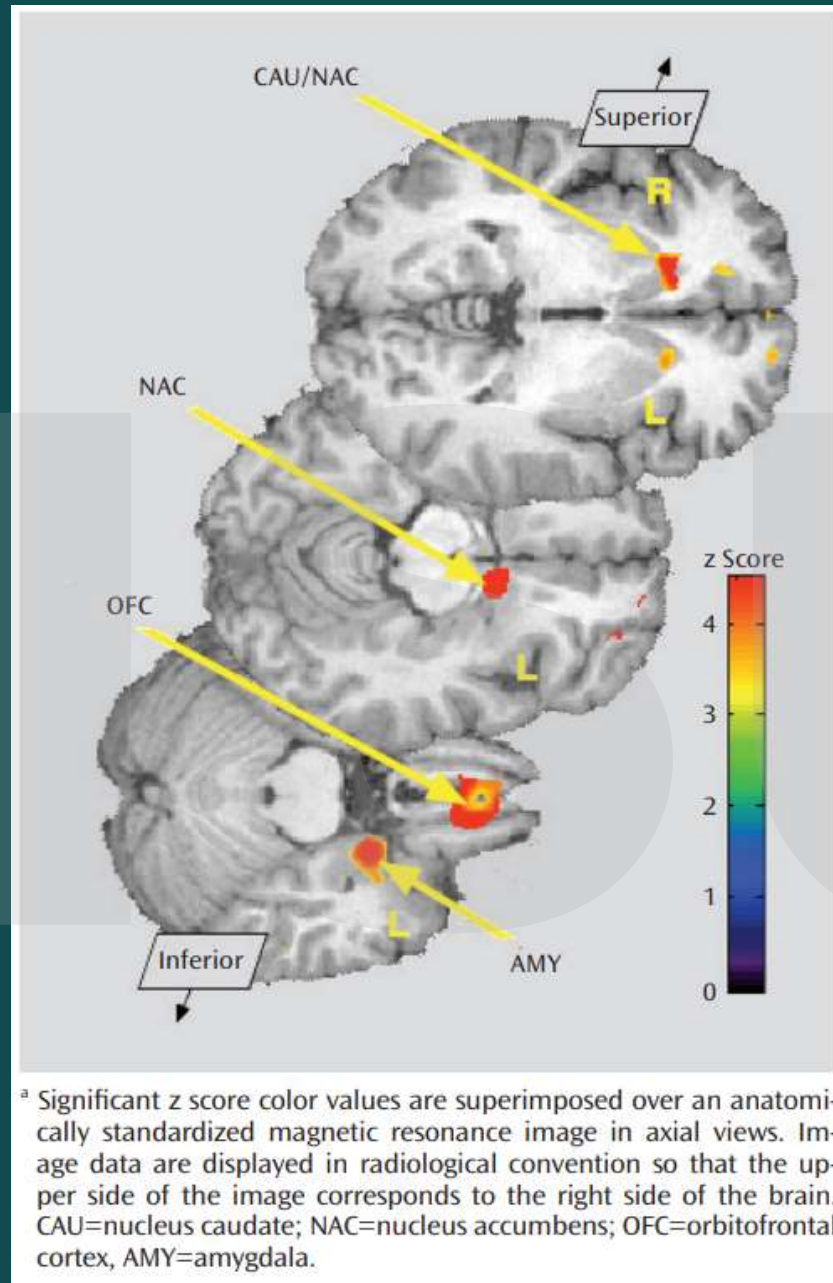 CAU/NAC
Superior
R
NAC
L
z Score
OFC
4
L
3
2
1
L
Inferior
AMY
0
a Significant z score color values are superimposed over an anatomi-
cally standardized magnetic resonance image in axial views. Im-
age data are displayed in radiological convention so that the up-
per side of the image corresponds to the right side of the brain.
CAU=nucleus caudate; NAC=nucleus accumbens; OFC=orbitofrontal
cortex, AMY=amygdala.